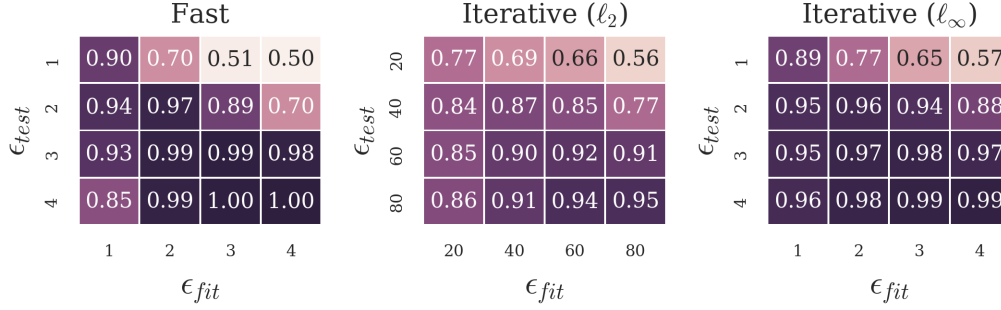 Fast
ϵtest
1 0.90 0.70 0.51 0.50
2 0.94 0.97 0.89 0.70
3 0.93 0.99 0.99 0.98
4 0.85 0.99 1.00 1.00
1 2 3 4
ϵfit
Iterative (ℓ2)
ϵtest
20 0.77 0.69 0.66 0.56
40 0.84 0.87 0.85 0.77
60 0.85 0.90 0.92 0.91
80 0.86 0.91 0.94 0.95
20 40 60 80
ϵfit
Iterative (ℓ∞)
ϵtest
1 0.89 0.77 0.65 0.57
2 0.95 0.96 0.94 0.88
3 0.95 0.97 0.98 0.97
4 0.96 0.98 0.99 0.99
1 2 3 4
ϵfit